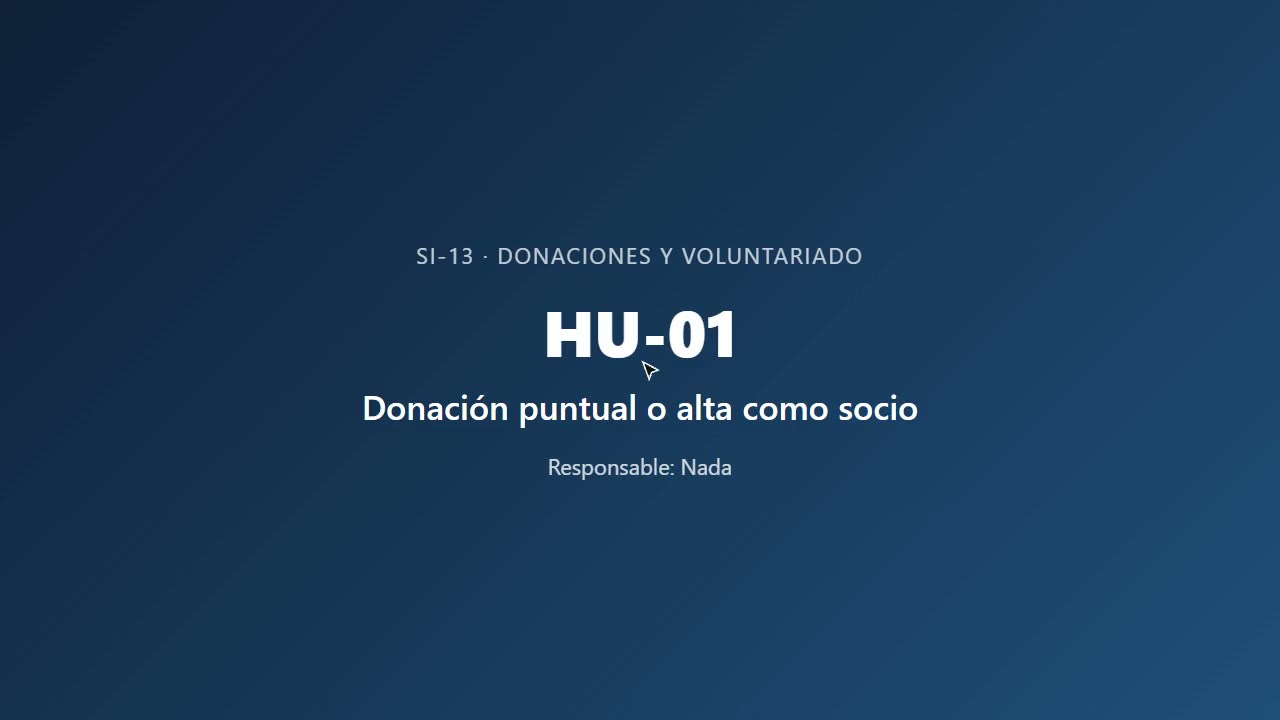 SI-13 · DONACIONES Y VOLUNTARIADO
HU-01
Donación puntual o alta como socio
Responsable: Nada